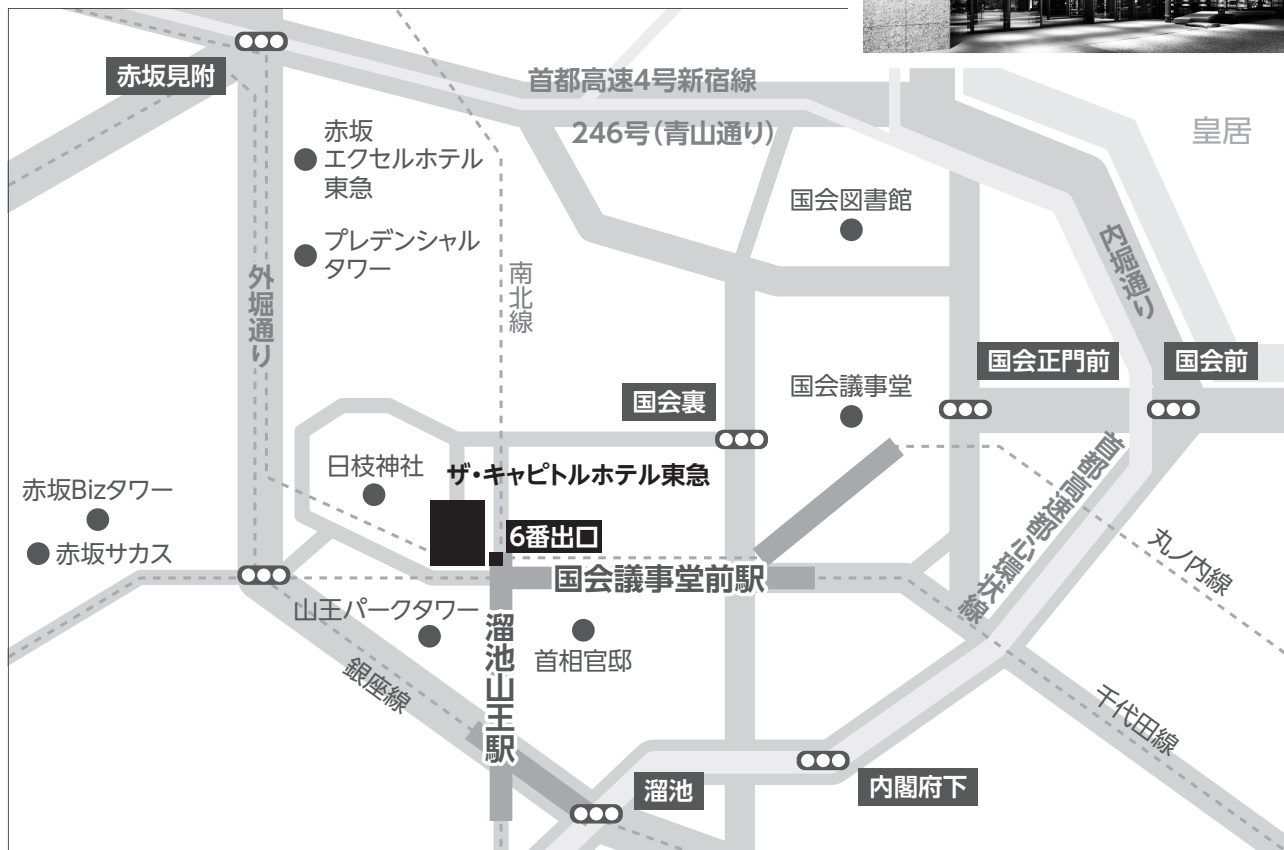 赤坂見附
首都高速4号新宿線
246号(青山通り)
皇居
赤坂
エクセルホテル
東急
国会図書館
プレデンシャル
タワー
外堀通り
南北線
内堀通り
国会正門前
国会前
国会裏
国会議事堂
日枝神社
ザ・キャピトルホテル東急
首都高速都心環状線
赤坂Bizタワー
赤坂サカス
6番出口
丸ノ内線
国会議事堂前駅
山王パークタワー
溜池山王駅
首相官邸
銀座線
千代田線
溜池
内閣府下